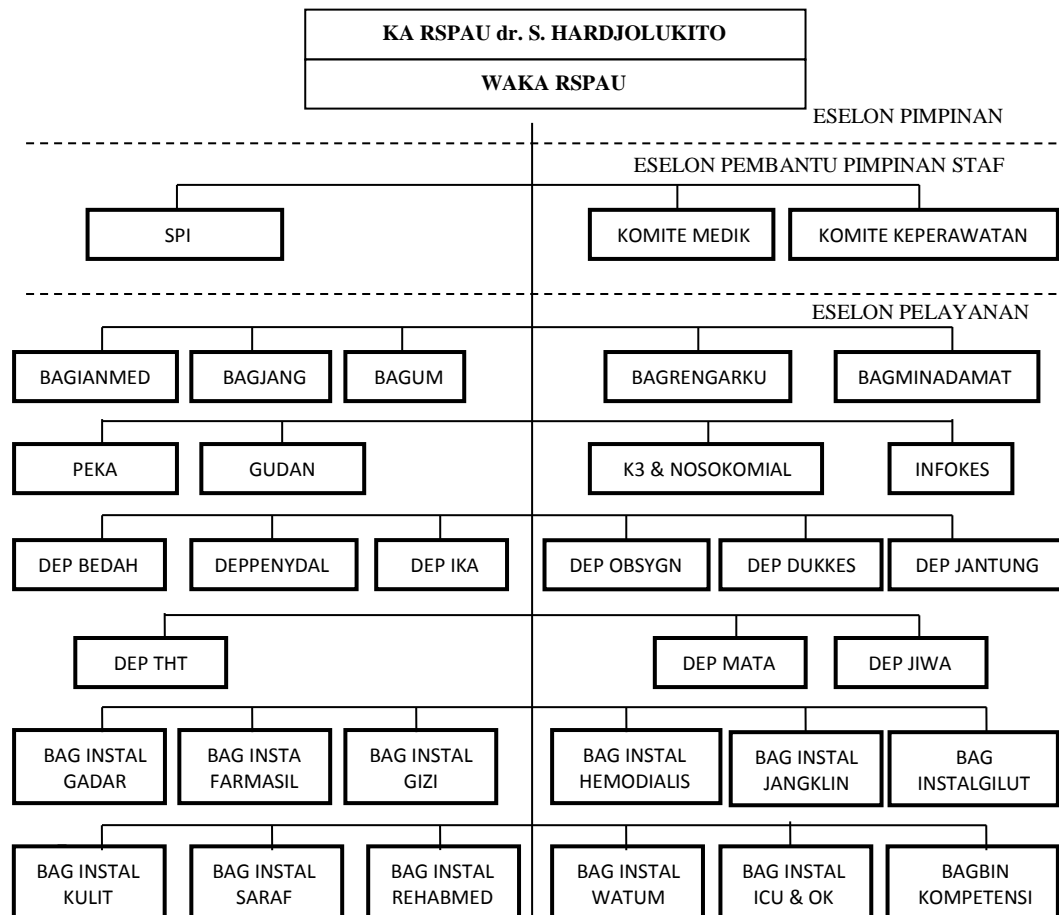 KA RSPAU dr. S. HARDJOLUKITO
WAKA RSPAU
ESELON PIMPINAN
ESELON PEMBANTU PIMPINAN STAF
SPI
KOMITE MEDIK
KOMITE KEPERAWATAN
ESELON PELAYANAN
BAGIANMED
BAGJANG
BAGUM
BAGRENGARKU
BAGMINADAMAT
PEKA
GUDAN
K3 & NOSOKOMIAL
INFOKES
DEP BEDAH
DEPPENYDAL
DEP IKA
DEP OBSYGN
DEP DUKKES
DEP JANTUNG
DEP THT
DEP MATA
DEP JIWA
BAG INSTAL
GADAR
BAG INSTA
FARMASIL
BAG INSTAL
GIZI
BAG INSTAL
HEMODIALIS
BAG INSTAL
JANGKLIN
BAG
INSTALGILUT
BAG INSTAL
KULIT
BAG INSTAL
SARAF
BAG INSTAL
REHABMED
BAG INSTAL
WATUM
BAG INSTAL
ICU & OK
BAGBIN
KOMPETENSI